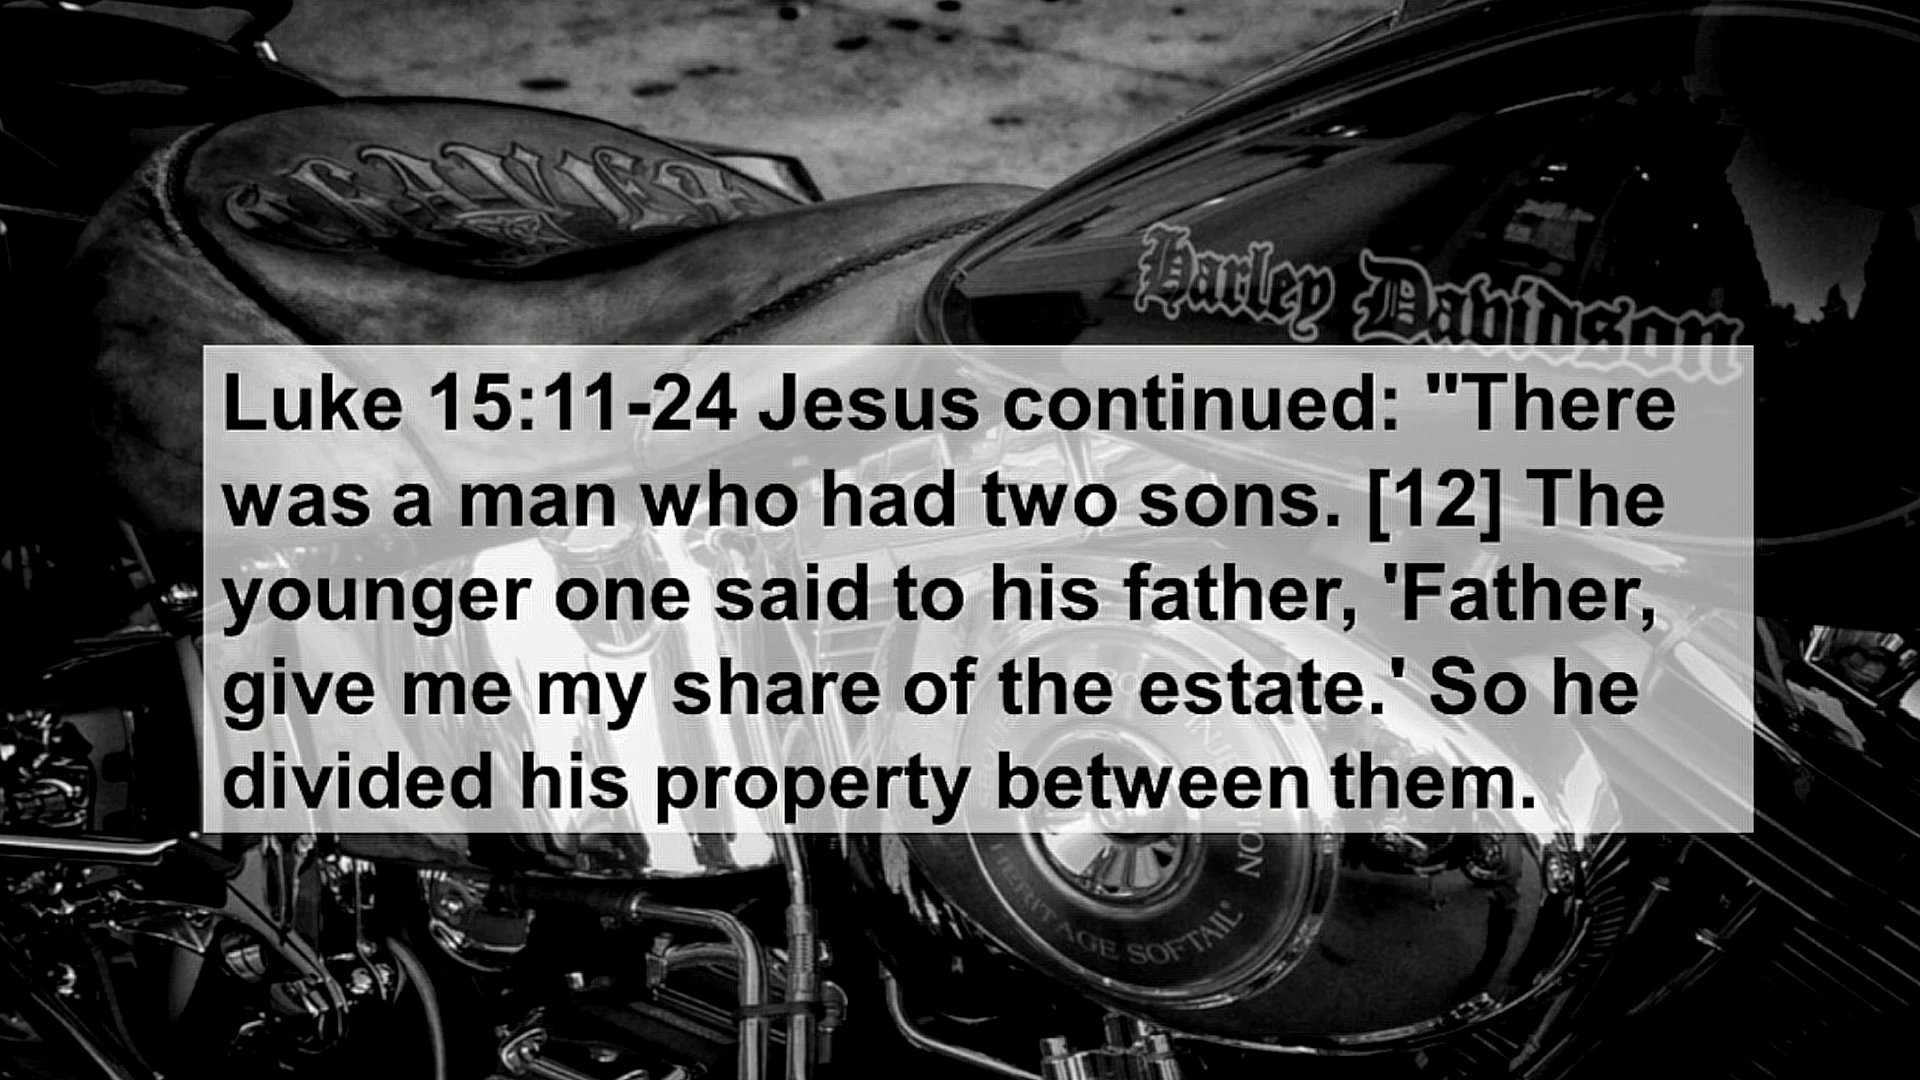 Harley Davidson
Luke 15:11-24 Jesus continued: "There
was a man who had two sons. [12] The
younger one said to his father, 'Father,
give me my share of the estate.' So he
divided his property between them.
HERITAGE SOFTAIL